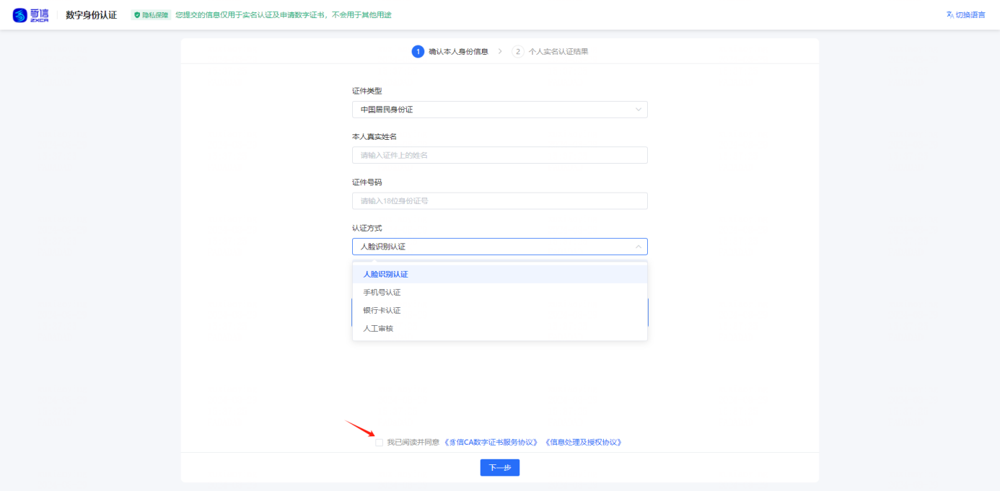 ZXCA
数字身份认证
隐私保障 您提交的信息仅用于实名认证及申请数字证书，不会用于其他用途
切换语言
1 确认本人身份信息 > 2 个人实名认证结果
证件类型
中国居民身份证
本人真实姓名
请输入证件上的姓名
证件号码
请输入18位身份证号
认证方式
人脸识别认证
人脸识别认证
手机号认证
银行卡认证
人工审核
我已阅读并同意 《豸信CA数字证书服务协议》 《信息处理及授权协议》
下一步